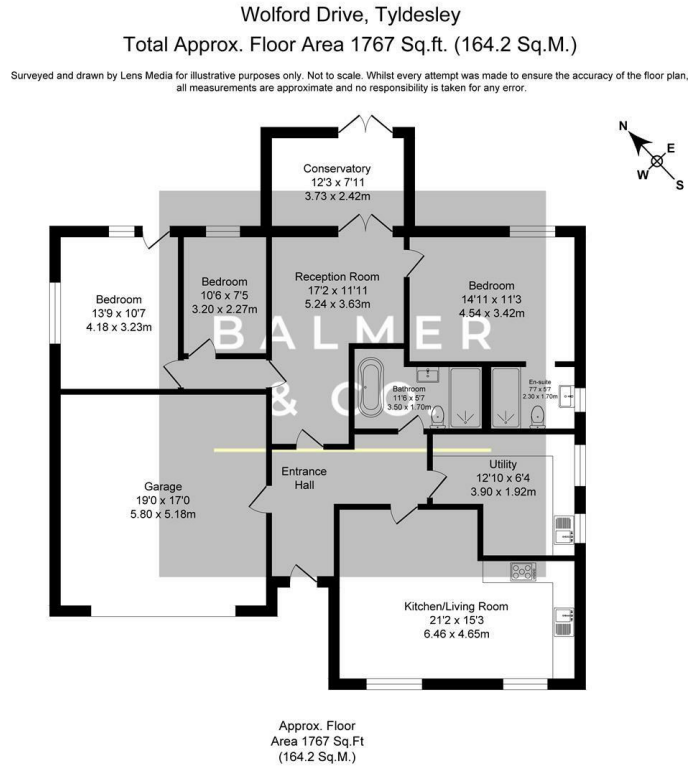 Wolford Drive, Tyldesley
Total Approx. Floor Area 1767 Sq.ft. (164.2 Sq.M.)
Surveyed and drawn by Lens Media for illustrative purposes only. Not to scale. Whilst every attempt was made to ensure the accuracy of the floor plan,
all measurements are approximate and no responsibility is taken for any error.
N
E
W
S
Conservatory
12'3 x 7'11
3.73 x 2.42m
Bedroom
13'9 x 10'7
4.18 x 3.23m
Bedroom
10'6 x 7'5
3.20 x 2.27m
Reception Room
17'2 x 11'11
5.24 x 3.63m
Bedroom
14'11 x 11'3
4.54 x 3.42m
BALMER
& CO.
Bathroom
11'6 x 5'7
3.50 x 1.70m
En-suite
7'7 x 5'7
2.30 x 1.70m
Garage
19'0 x 17'0
5.80 x 5.18m
Entrance
Hall
Utility
12'10 x 6'4
3.90 x 1.92m
Kitchen/Living Room
21'2 x 15'3
6.46 x 4.65m
Approx. Floor
Area 1767 Sq.Ft
(164.2 Sq.M.)